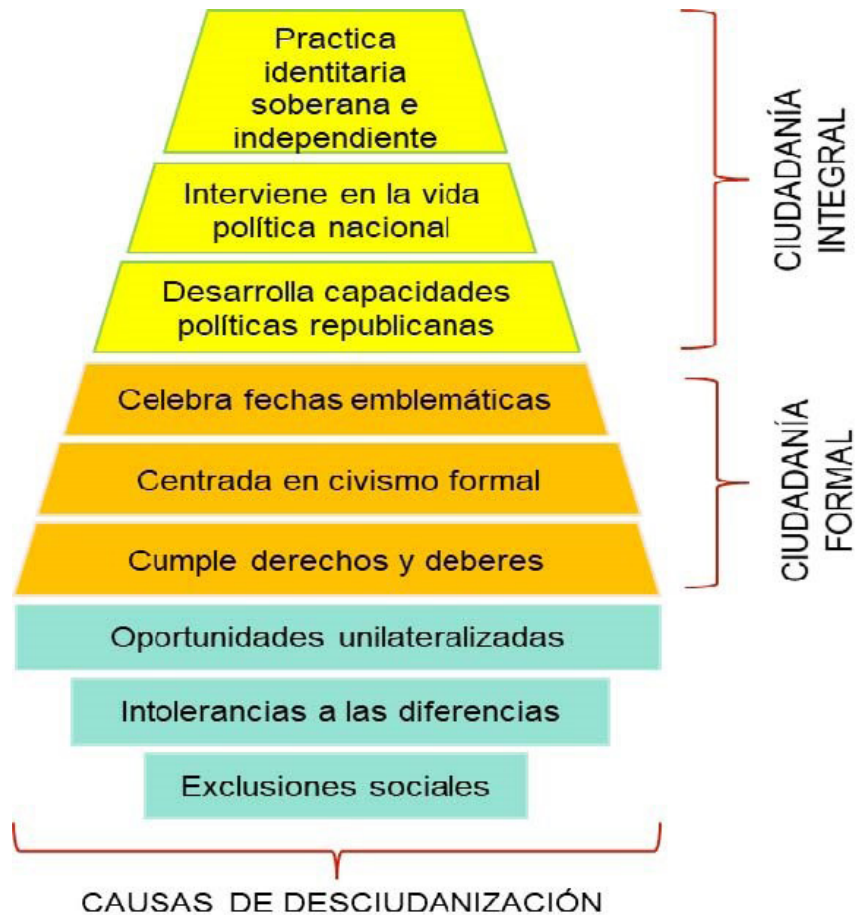 Practica
identitaria
soberana e
independiente
Interviene en la vida
política nacional
Desarrolla capacidades
políticas republicanas
CIUDADANÍA
INTEGRAL
Celebra fechas emblemáticas
Centrada en civismo formal
Cumple derechos y deberes
CIUDADANÍA
FORMAL
Oportunidades unilateralizadas
Intolerancias a las diferencias
Exclusiones sociales
CAUSAS DE DESCIUDANIZACIÓN